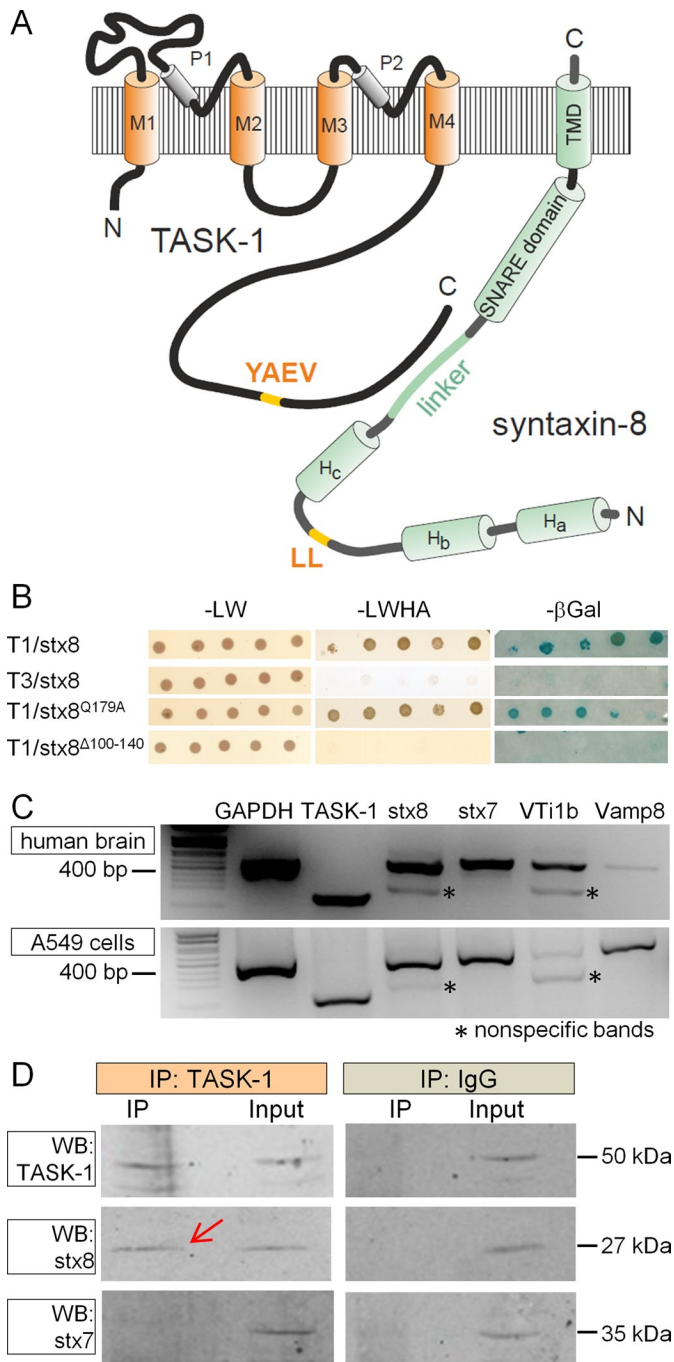 A
P1
P2
C
M1
M2
M3
M4
TMD
N
TASK-1
SNARE domain
C
YAEV
linker
syntaxin-8
Hc
N
Ha
Hb
LL
B
-LW -LWHA -βGal
T1/stx8
T3/stx8
T1/stx8Q179A
T1/stx8Δ100-140
C
GAPDH TASK-1 stx8 stx7 VTi1b Vamp8
human brain
400 bp
* *
A549 cells
400 bp
* *
* nonspecific bands
D
IP: TASK-1 IP: IgG
IP Input IP Input
WB:
TASK-1
50 kDa
WB:
stx8
27 kDa
WB:
stx7
35 kDa